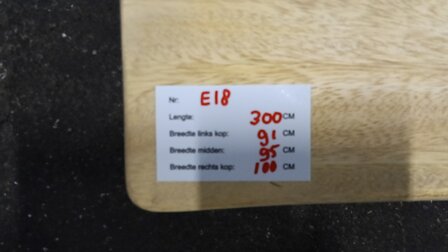 Nr: E18
Lengte: 300 CM
Breedte links kop: 91 CM
Breedte midden: 95 CM
Breedte rechts kop: 100 CM